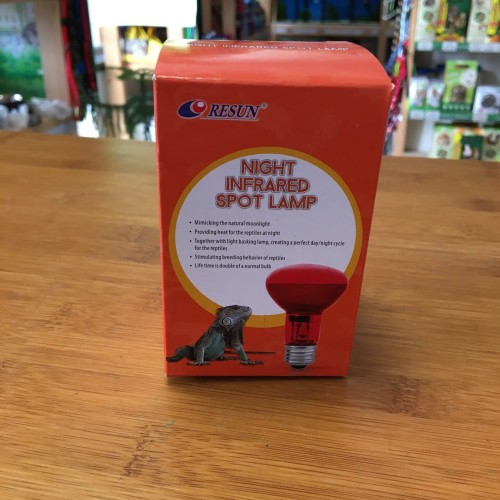 NIGHT INFRARED SPOT LAMP
RESUN®
NIGHT
INFRARED
SPOT LAMP
• Mimicking the natural moonlight
• Providing heat for the reptiles at night
• Together with light basking lamp, creating a perfect day/night cycle
for the reptiles
• Stimulating breeding behavior of reptiles
• Life time is double of a normal bulb